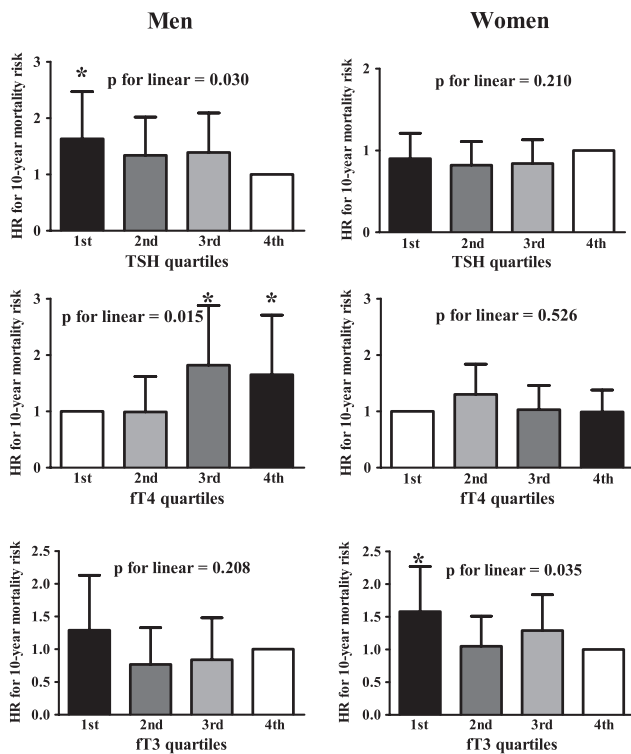 Men
Women
HR for 10-year mortality risk
3
2
1
0
*
p for linear = 0.030
1st 2nd 3rd 4th
TSH quartiles
HR for 10-year mortality risk
2
1
0
p for linear = 0.210
1st 2nd 3rd 4th
TSH quartiles
HR for 10-year mortality risk
3
2
1
0
p for linear = 0.015
* *
1st 2nd 3rd 4th
fT4 quartiles
HR for 10-year mortality risk
3
2
1
0
p for linear = 0.526
1st 2nd 3rd 4th
fT4 quartiles
HR for 10-year mortality risk
2.5
2.0
1.5
1.0
0.5
0.0
p for linear = 0.208
1st 2nd 3rd 4th
fT3 quartiles
HR for 10-year mortality risk
2.5
2.0
1.5
1.0
0.5
0.0
*
p for linear = 0.035
1st 2nd 3rd 4th
fT3 quartiles